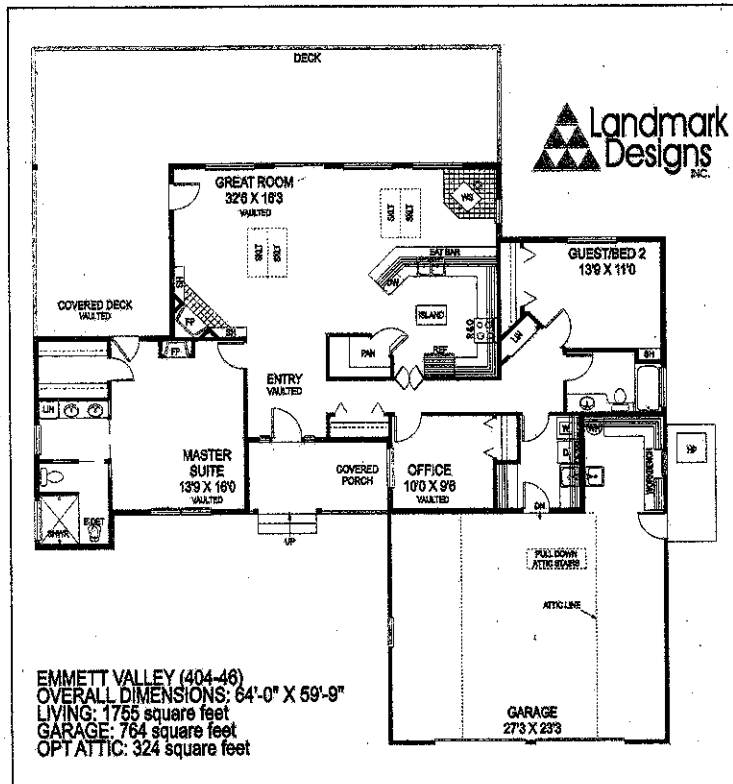 DECK
Landmark
Designs
INC.
GREAT ROOM
32'6 X 16'3
VAULTED
WS
SKLT
SKLT
SKLT
SKLT
EAT BAR
GUEST/BED 2
13'9 X 11'0
DW
ISLAND
R&O
LIN
COVERED DECK
VAULTED
FP
SH
FP
PAN
REF
SH
ENTRY
VAULTED
LIN
MASTER
SUITE
13'9 X 16'0
VAULTED
COVERED
PORCH
OFFICE
10'0 X 9'6
VAULTED
W
D
WH
WORKBENCH
HP
SHWR
BIDET
UP
DN
PULL DOWN
ATTIC STAIRS
ATTIC LINE
EMMETT VALLEY (404-46)
OVERALL DIMENSIONS: 64'-0" X 59'-9"
LIVING: 1755 square feet
GARAGE: 764 square feet
OPT ATTIC: 324 square feet
GARAGE
27'3 X 23'3